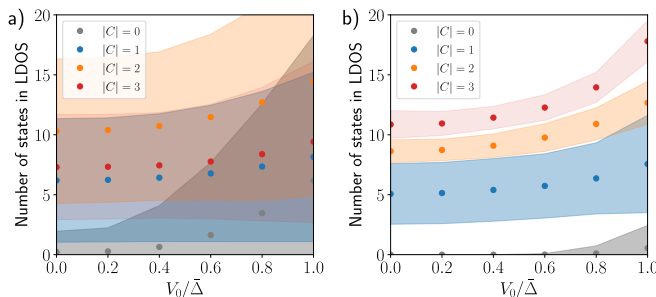 a)
Number of states in LDOS
20
15
10
5
0
|C| = 0
|C| = 1
|C| = 2
|C| = 3
0.0 0.2 0.4 0.6 0.8 1.0
V₀/Δ̄
b)
Number of states in LDOS
20
15
10
5
0
|C| = 0
|C| = 1
|C| = 2
|C| = 3
0.0 0.2 0.4 0.6 0.8 1.0
V₀/Δ̄